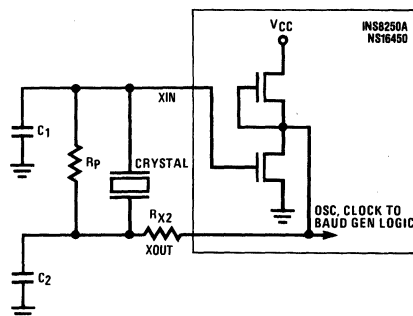 VCC
INS8250A
NS16450
XIN
C1
RP
CRYSTAL
RX2
XOUT
OSC, CLOCK TO
BAUD GEN LOGIC
C2